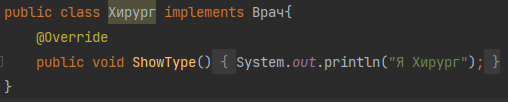 public class Хирург implements Врач{
@Override
public void ShowType() { System.out.println("Я Хирург"); }
}